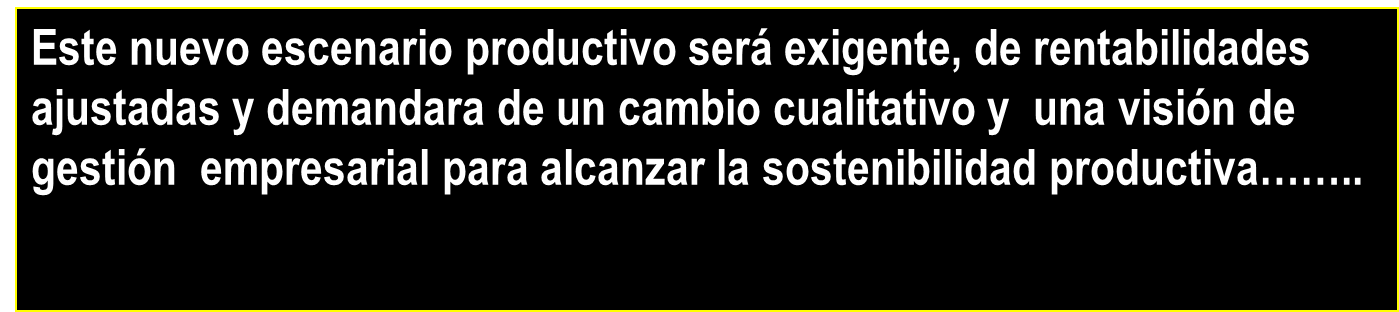 Este nuevo escenario productivo será exigente, de rentabilidades
ajustadas y demandara de un cambio cualitativo y  una visión de
gestión  empresarial para alcanzar la sostenibilidad productiva……..